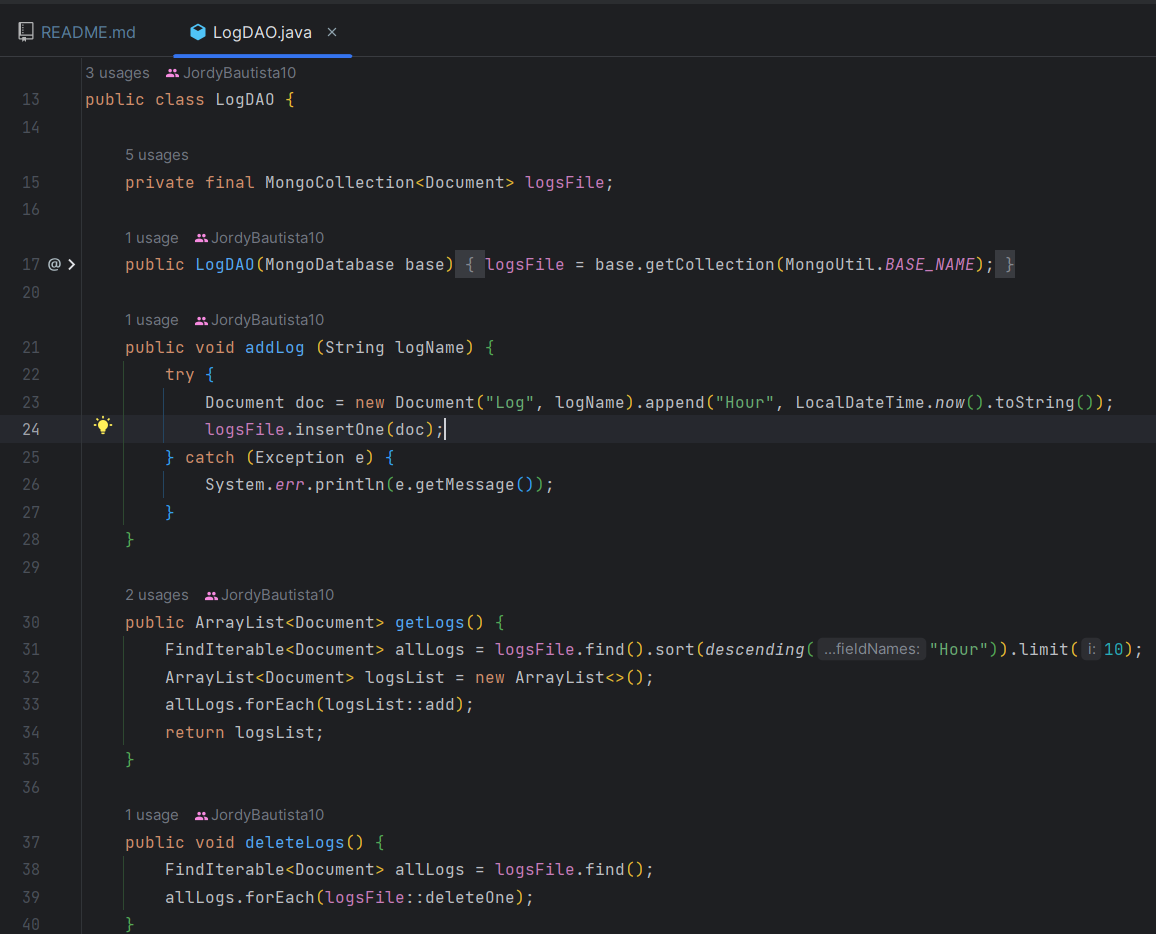 README.md LogDAO.java ×
3 usages JordyBautista10
13 public class LogDAO {
14
5 usages
15 private final MongoCollection<Document> logsFile;
16
1 usage JordyBautista10
17 @ public LogDAO(MongoDatabase base) { logsFile = base.getCollection(MongoUtil.BASE_NAME); }
20
1 usage JordyBautista10
21 public void addLog (String logName) {
22 try {
23 Document doc = new Document("Log", logName).append("Hour", LocalDateTime.now().toString());
24 logsFile.insertOne(doc);
25 } catch (Exception e) {
26 System.err.println(e.getMessage());
27 }
28 }
29
2 usages JordyBautista10
30 public ArrayList<Document> getLogs() {
31 FindIterable<Document> allLogs = logsFile.find().sort(descending( ...fieldNames: "Hour")).limit( i: 10);
32 ArrayList<Document> logsList = new ArrayList<>();
33 allLogs.forEach(logsList::add);
34 return logsList;
35 }
36
1 usage JordyBautista10
37 public void deleteLogs() {
38 FindIterable<Document> allLogs = logsFile.find();
39 allLogs.forEach(logsFile::deleteOne);
40 }